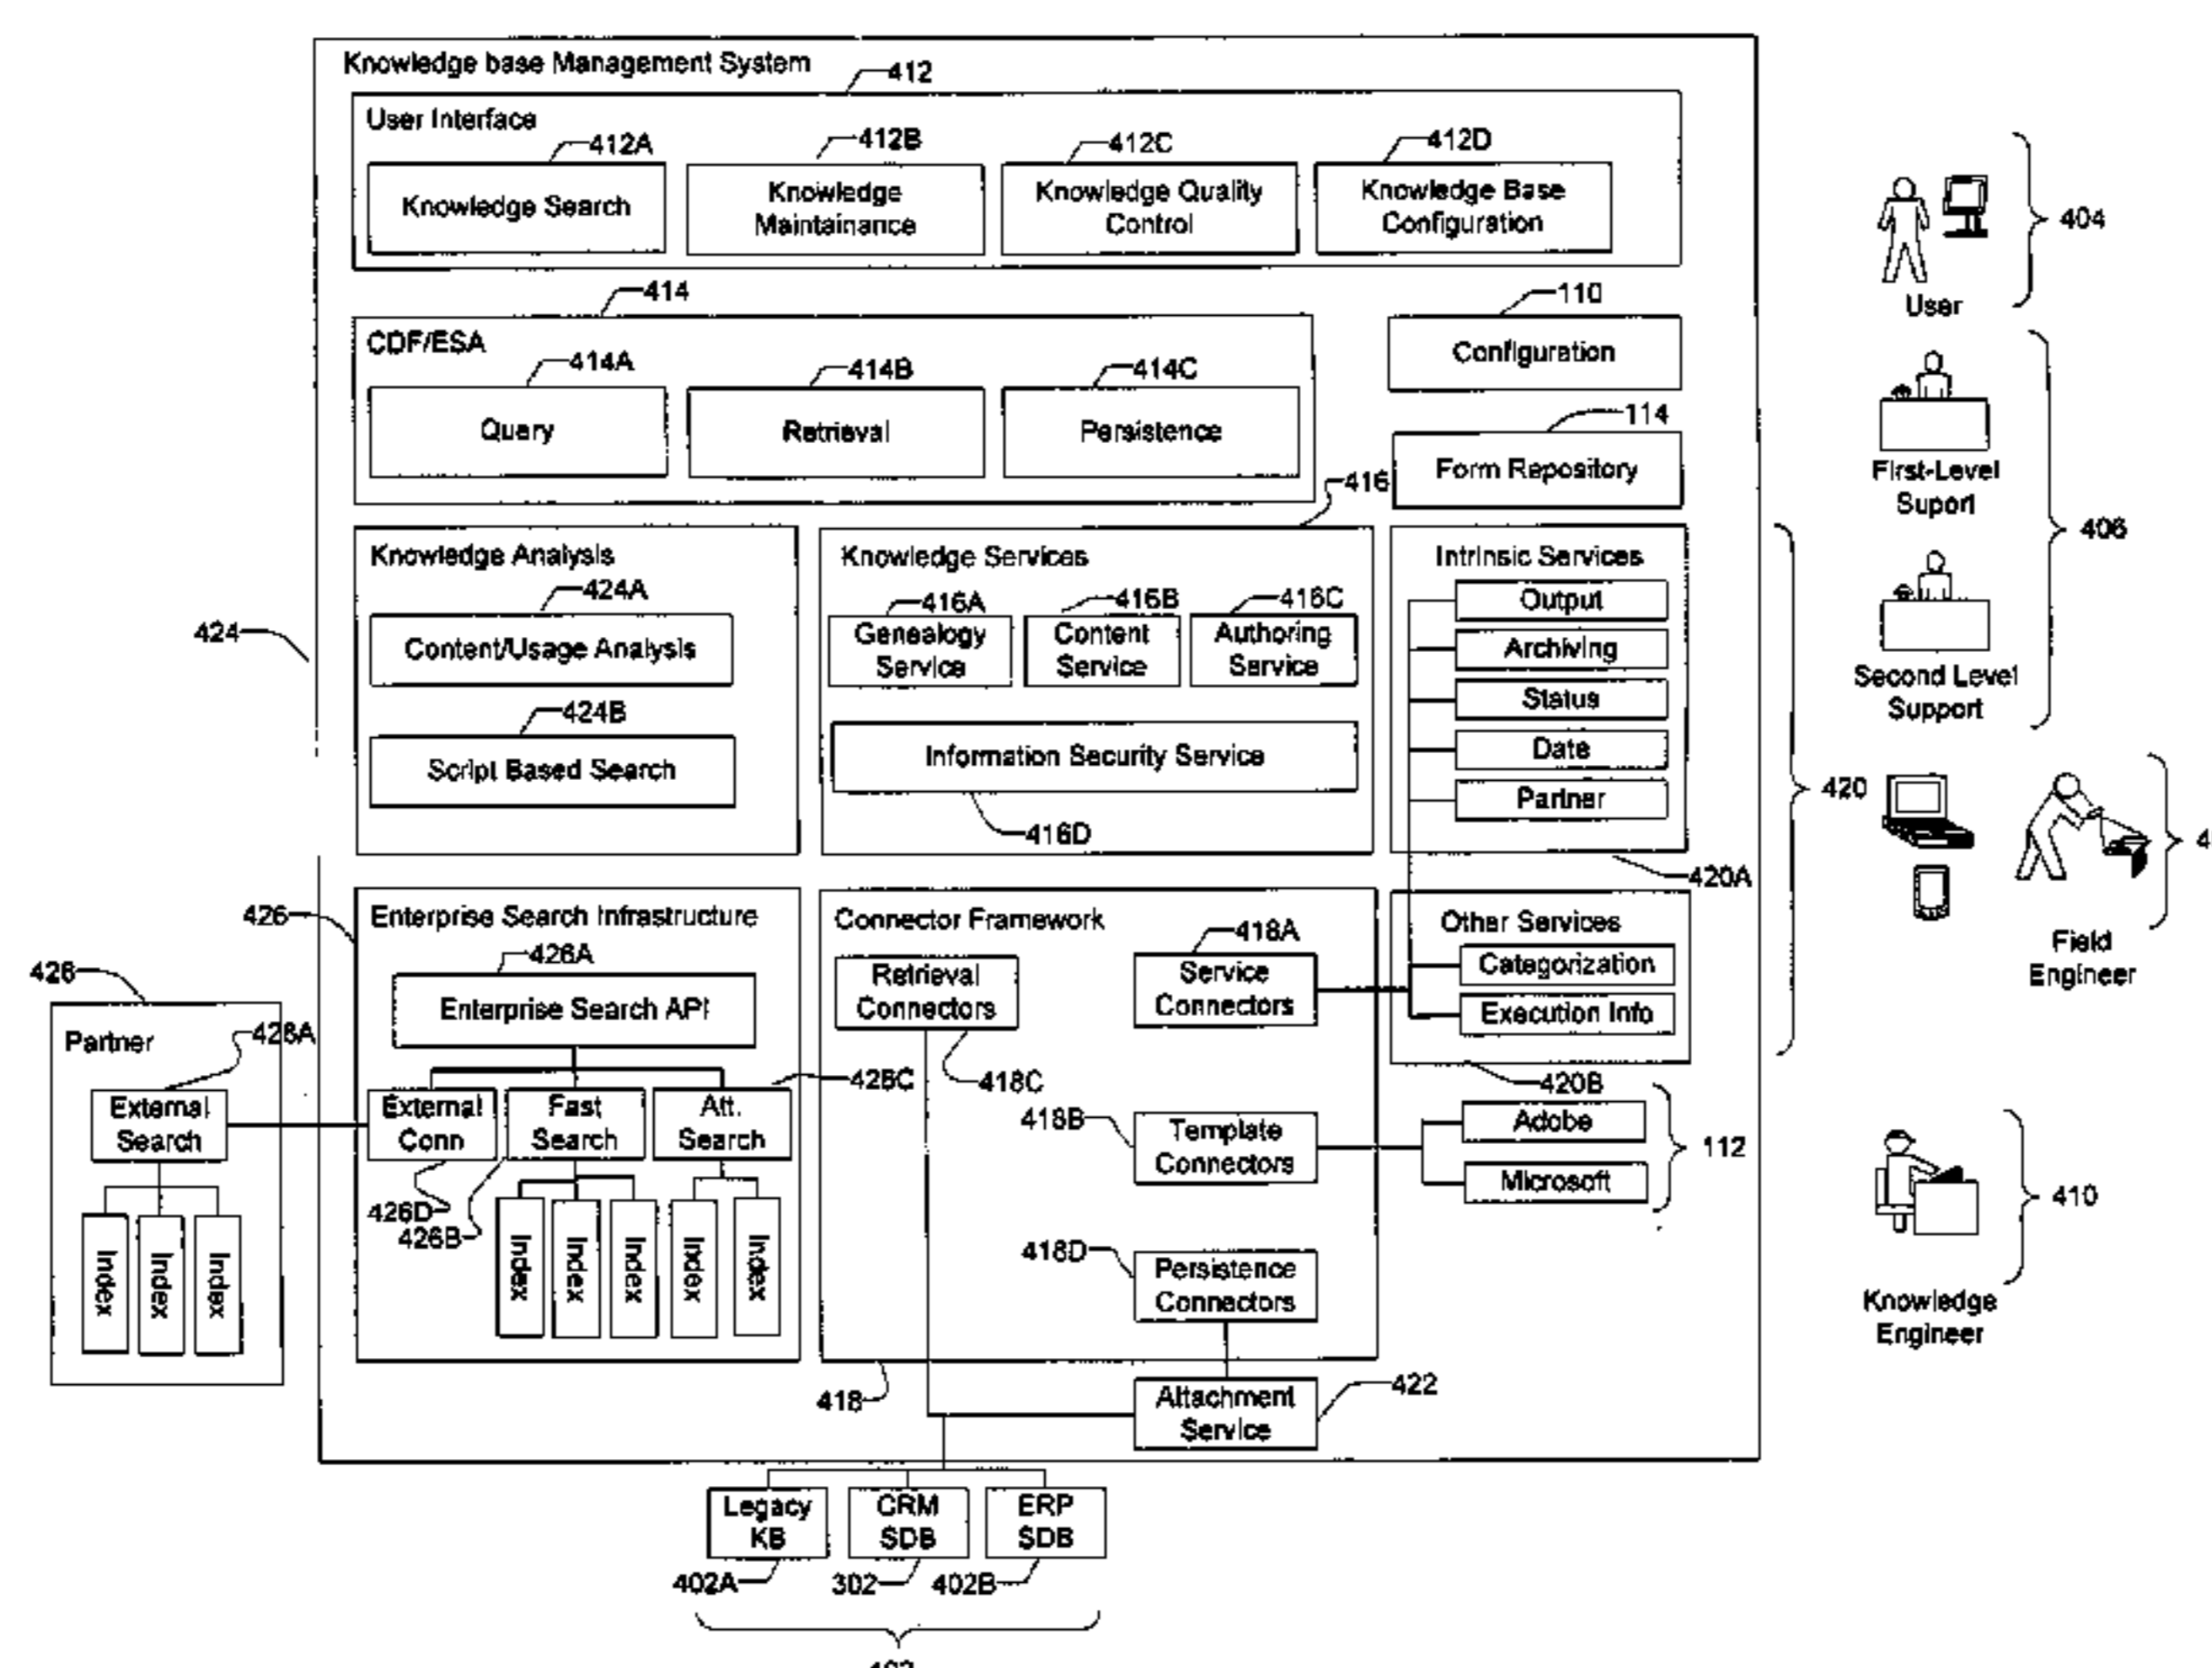 Knowledge base Management System
412
User Interface
412A
412B
412C
412D
Knowledge Search
Knowledge
Maintainance
Knowledge Quality
Control
Knowledge Base
Configuration
404
User
414
CDF/ESA
414A
414B
414C
Query
Retrieval
Persistence
110
Configuration
114
Form Repository
First-Level
Suport
406
Second Level
Support
416
Knowledge Analysis
424A
Content/Usage Analysis
424
424B
Script Based Search
Knowledge Services
416A
416B
416C
Genealogy
Service
Content
Service
Authoring
Service
Information Security Service
416D
Intrinsic Services
Output
Archiving
Status
Date
Partner
420A
420
4
Field
Engineer
426
Enterprise Search Infrastructure
426A
Enterprise Search API
426C
External
Conn
Fast
Search
Att.
Search
426D
426B
Index
Index
Index
Index
Index
428
Partner
428A
External
Search
Index
Index
Index
Connector Framework
418A
Retrieval
Connectors
Service
Connectors
418C
418B
Template
Connectors
418D
Persistence
Connectors
418
Other Services
Categorization
Execution Info
420B
Adobe
Microsoft
112
410
Knowledge
Engineer
Attachment
Service
422
Legacy
KB
CRM
SDB
ERP
SDB
402A
302
402B